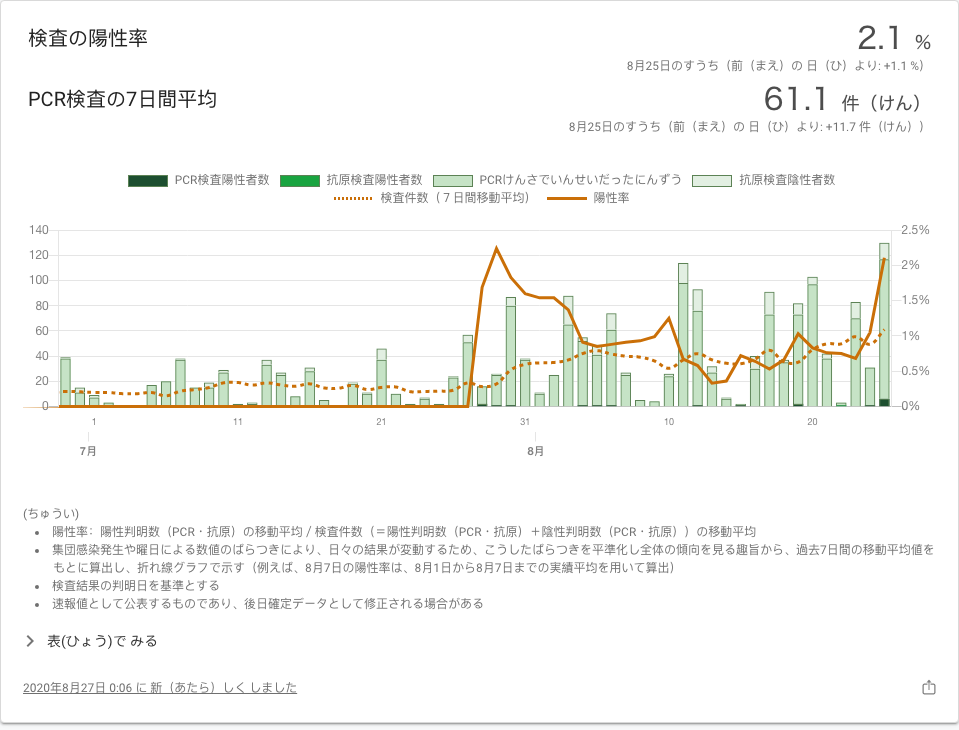 検査の陽性率
2.1 %
8月25日のすうち（前（まえ）の 日（ひ）より: +1.1 %）
PCR検査の7日間平均
61.1 件（けん）
8月25日のすうち（前（まえ）の 日（ひ）より: +11.7 件（けん））
PCR検査陽性者数 抗原検査陽性者数 PCRけんさでいんせいだったにんずう 抗原検査陰性者数
検査件数（７日間移動平均） 陽性率
140 2.5%
120 2%
100 1.5%
80
60 1%
40 0.5%
20
0 0%
1 11 21 31 10 20
7月 8月
(ちゅうい)
• 陽性率：陽性判明数（PCR・抗原）の移動平均 / 検査件数（＝陽性判明数（PCR・抗原）＋陰性判明数（PCR・抗原））の移動平均
• 集団感染発生や曜日による数値のばらつきにより、日々の結果が変動するため、こうしたばらつきを平準化し全体の傾向を見る趣旨から、過去7日間の移動平均値を
もとに算出し、折れ線グラフで示す（例えば、8月7日の陽性率は、8月1日から8月7日までの実績平均を用いて算出）
• 検査結果の判明日を基準とする
• 速報値として公表するものであり、後日確定データとして修正される場合がある
表(ひょう)で みる
2020年8月27日 0:06 に 新（あたら）しく しました